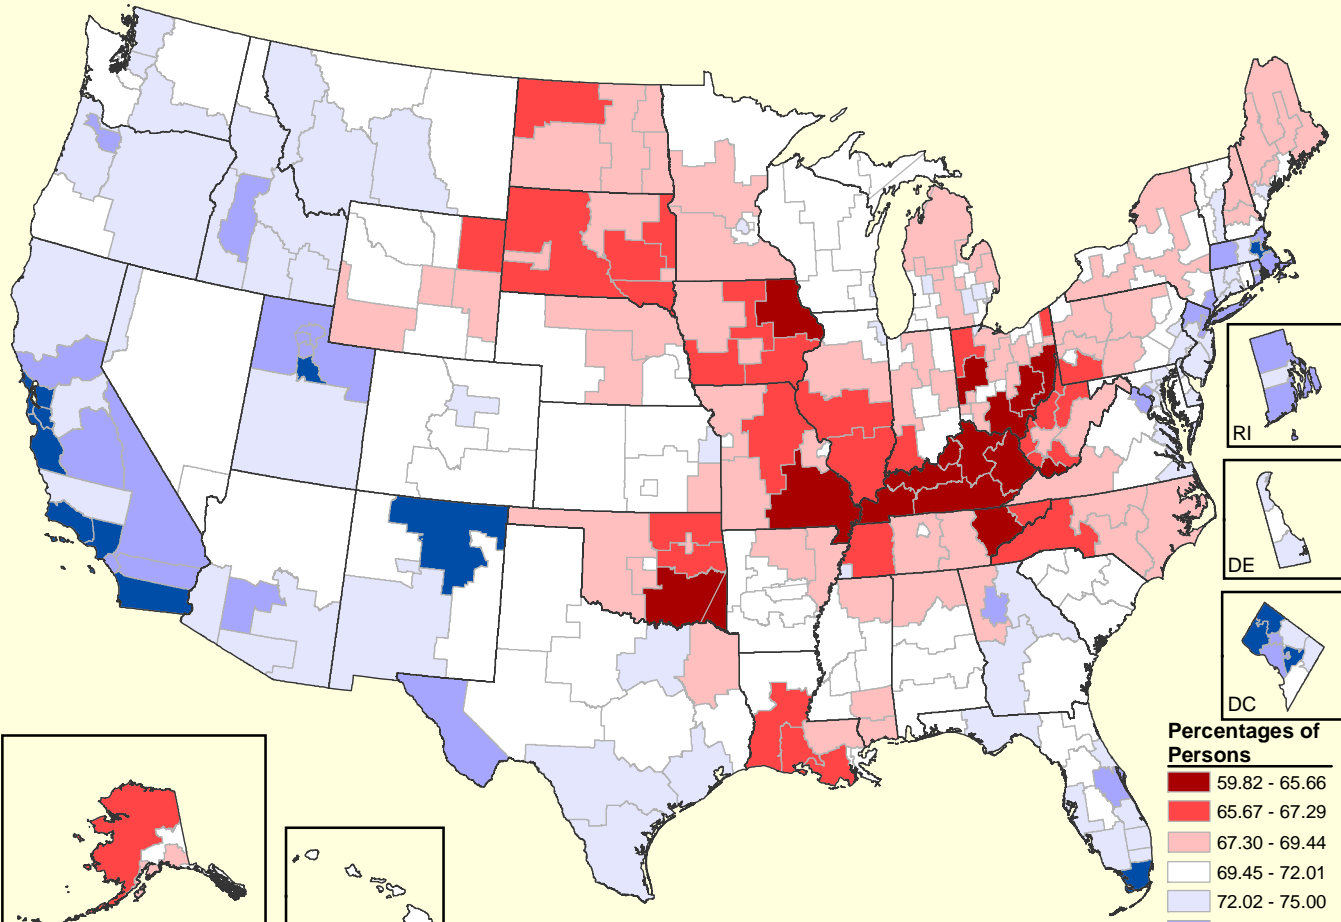 RI
DE
DC
Percentages of
Persons
59.82 - 65.66
65.67 - 67.29
67.30 - 69.44
69.45 - 72.01
72.02 - 75.00